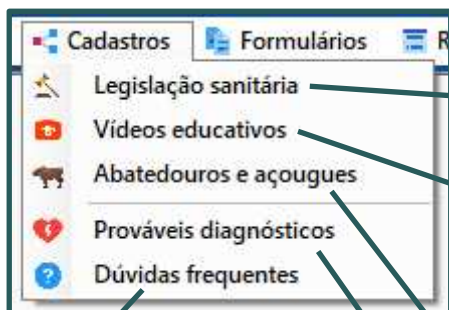 Cadastros Formulários R
Legislação sanitária
Vídeos educativos
Abatedouros e açougues
Prováveis diagnósticos
Dúvidas frequentes